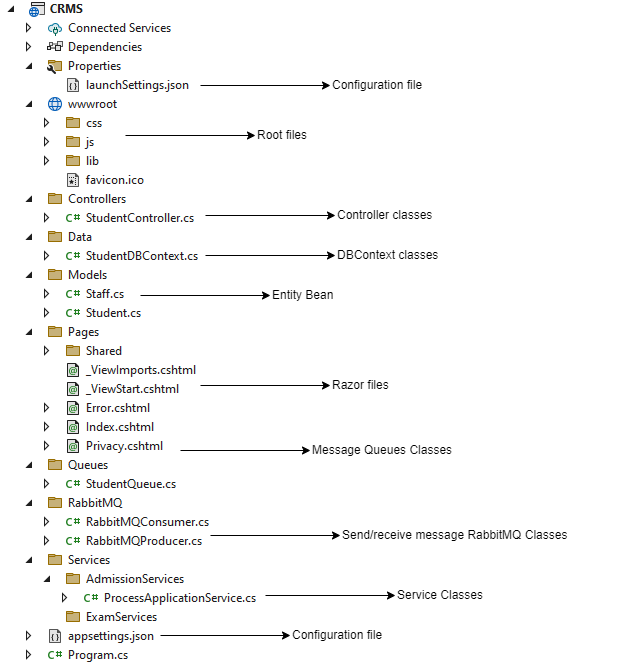 CRMS
Connected Services
Dependencies
Properties
launchSettings.json Configuration file
wwwroot
css
Root files
js
lib
favicon.ico
Controllers
C# StudentController.cs Controller classes
Data
C# StudentDBContext.cs DBContext classes
Models
C# Staff.cs Entity Bean
C# Student.cs
Pages
Shared
_ViewImports.cshtml
_ViewStart.cshtml Razor files
Error.cshtml
Index.cshtml
Privacy.cshtml Message Queues Classes
Queues
C# StudentQueue.cs
RabbitMQ
C# RabbitMQConsumer.cs
C# RabbitMQProducer.cs Send/receive message RabbitMQ Classes
Services
AdmissionServices
C# ProcessApplicationService.cs Service Classes
ExamServices
appsettings.json Configuration file
C# Program.cs